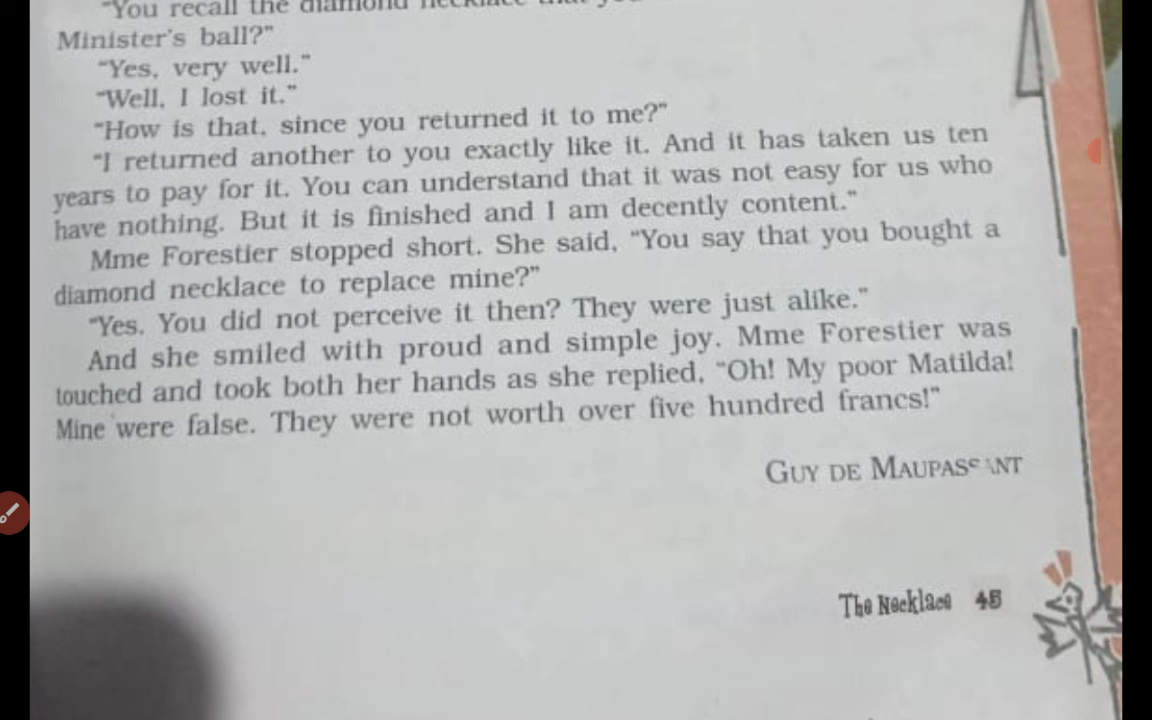 "You recall the diamond necklace that
Minister's ball?"
"Yes, very well."
"Well, I lost it."
"How is that, since you returned it to me?"
"I returned another to you exactly like it. And it has taken us ten
years to pay for it. You can understand that it was not easy for us who
have nothing. But it is finished and I am decently content."
Mme Forestier stopped short. She said, "You say that you bought a
diamond necklace to replace mine?"
"Yes. You did not perceive it then? They were just alike."
And she smiled with proud and simple joy. Mme Forestier was
touched and took both her hands as she replied, "Oh! My poor Matilda!
Mine were false. They were not worth over five hundred francs!"
GUY DE MAUPASSANT
The Necklace 45